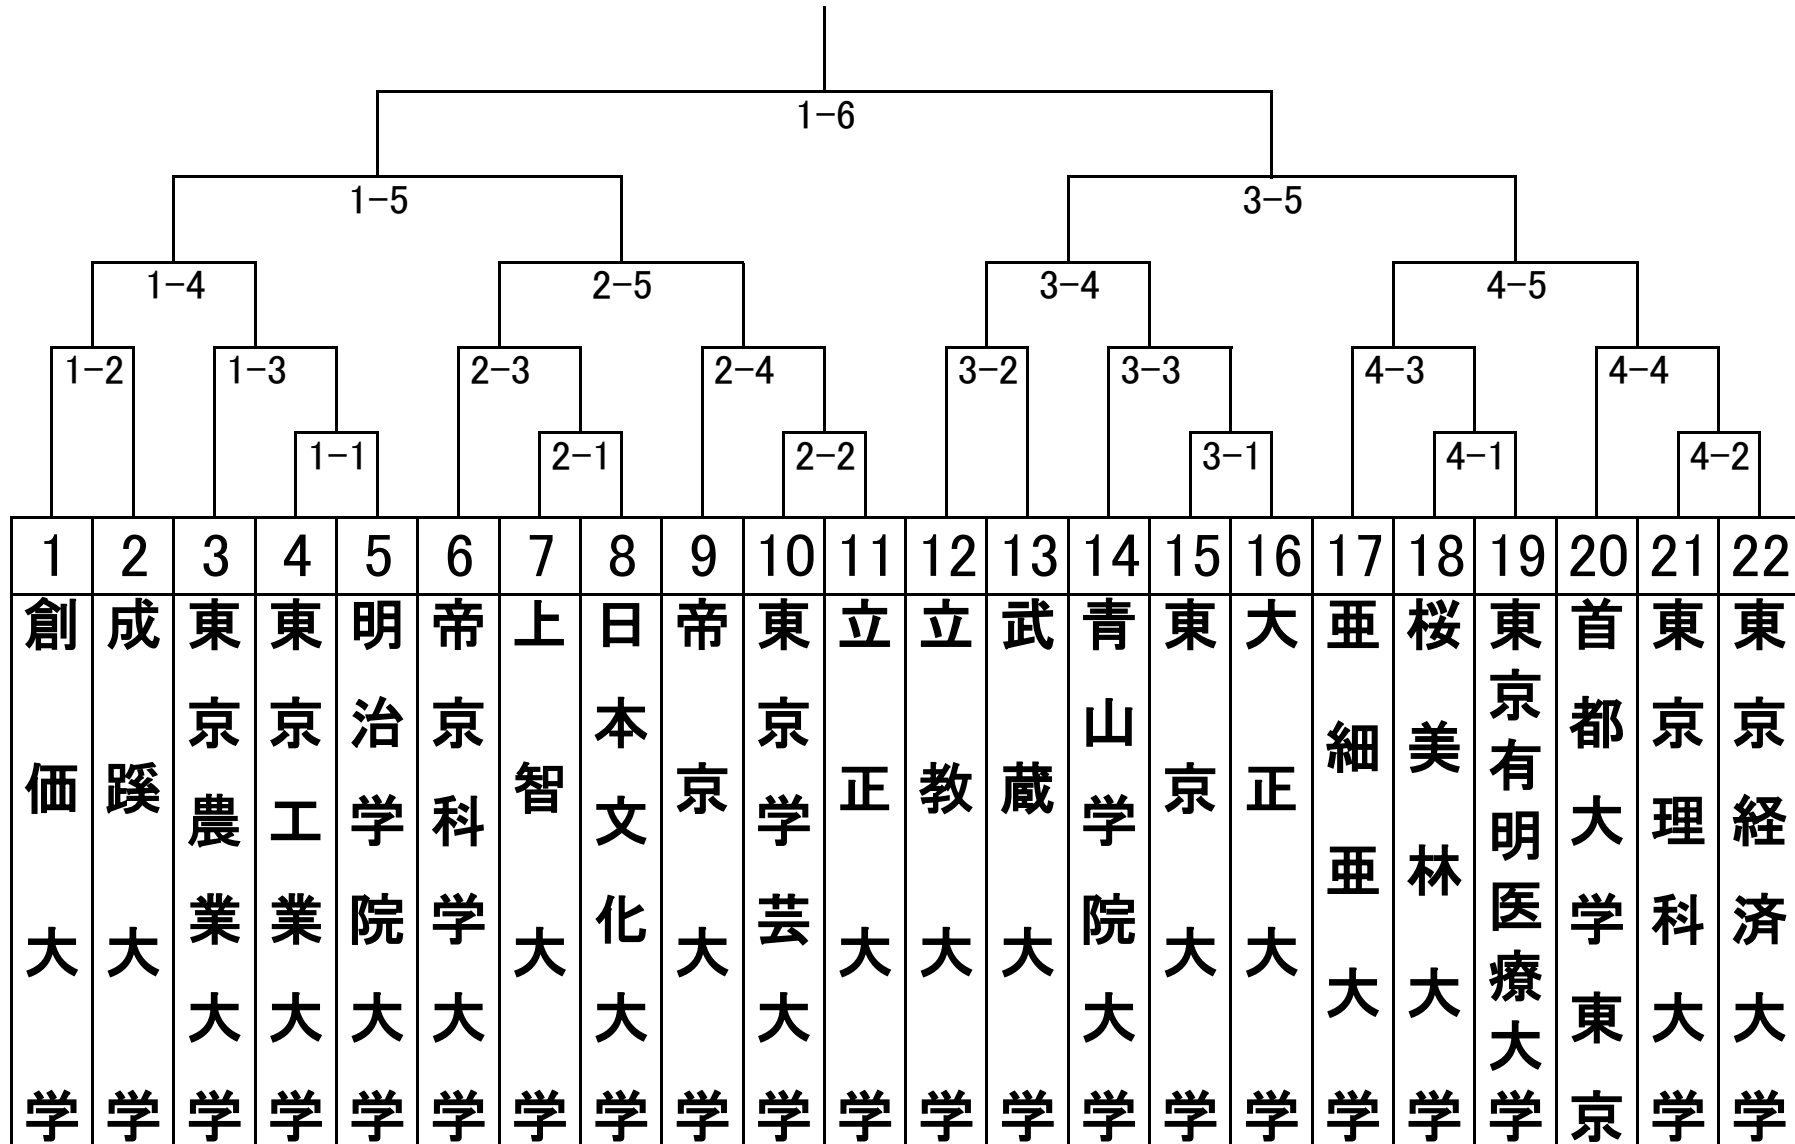 1-6
1-5
3-5
1-4
2-5
3-4
4-5
1-2
1-3
2-3
2-4
3-2
3-3
4-3
4-4
1-1
2-1
2-2
3-1
4-1
4-2
1 2 3 4 5 6 7 8 9 10 11 12 13 14 15 16 17 18 19 20 21 22
創価大学
成蹊大学
東京農業大学
東京工業大学
明治学院大学
帝京科学大学
上智大学
日本文化大学
帝京大学
東京学芸大学
立正大学
立教大学
武蔵大学
青山学院大学
東京大学
大正大学
亜細亜大学
桜美林大学
東京有明医療大学
首都大学東京
東京理科大学
東京経済大学